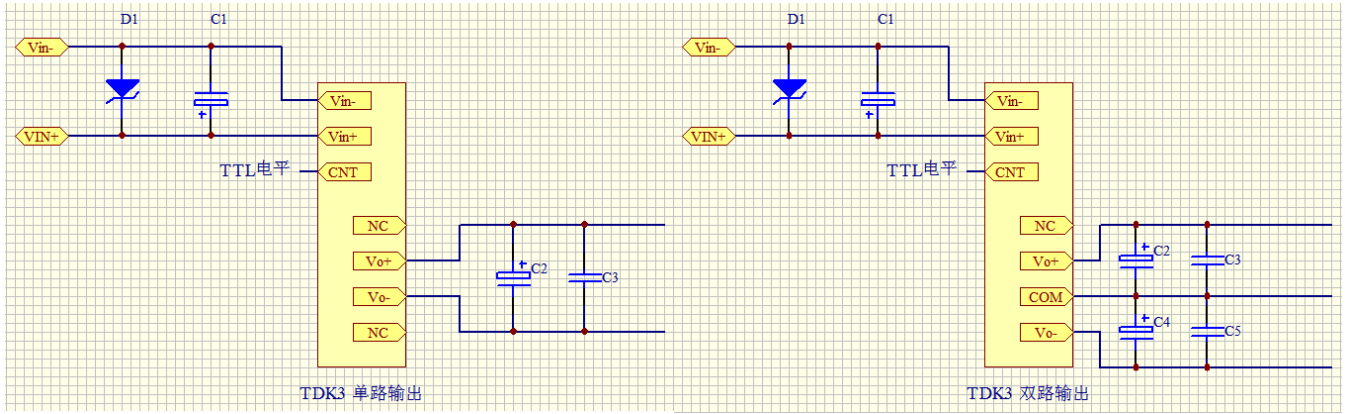 D1
C1
Vin-
Vin-
VIN+
Vin+
TTL电平
CNT
NC
Vo+
C2
C3
Vo-
NC
TDK3 单路输出
D1
C1
Vin-
Vin-
VIN+
Vin+
TTL电平
CNT
NC
C2
Vo+
C3
COM
C4
Vo-
C5
TDK3 双路输出